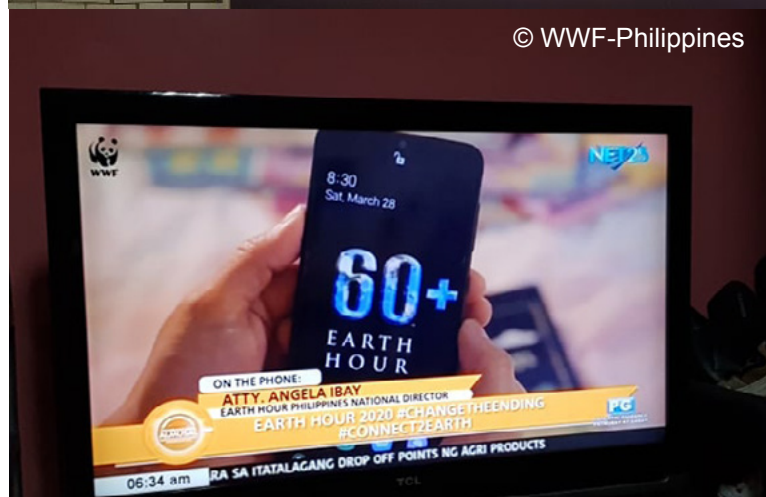 © WWF-Philippines
WWF
NET25
8:30
Sat, March 28
60+
EARTH
HOUR
ON THE PHONE:
ATTY. ANGELA IBAY
EARTH HOUR PHILIPPINES NATIONAL DIRECTOR
EARTH HOUR 2020 #CHANGETHEENDING
#CONNECT2EARTH
PG
06:34 am
RA SA ITATALAGANG DROP OFF POINTS NG AGRI PRODUCTS
TCL